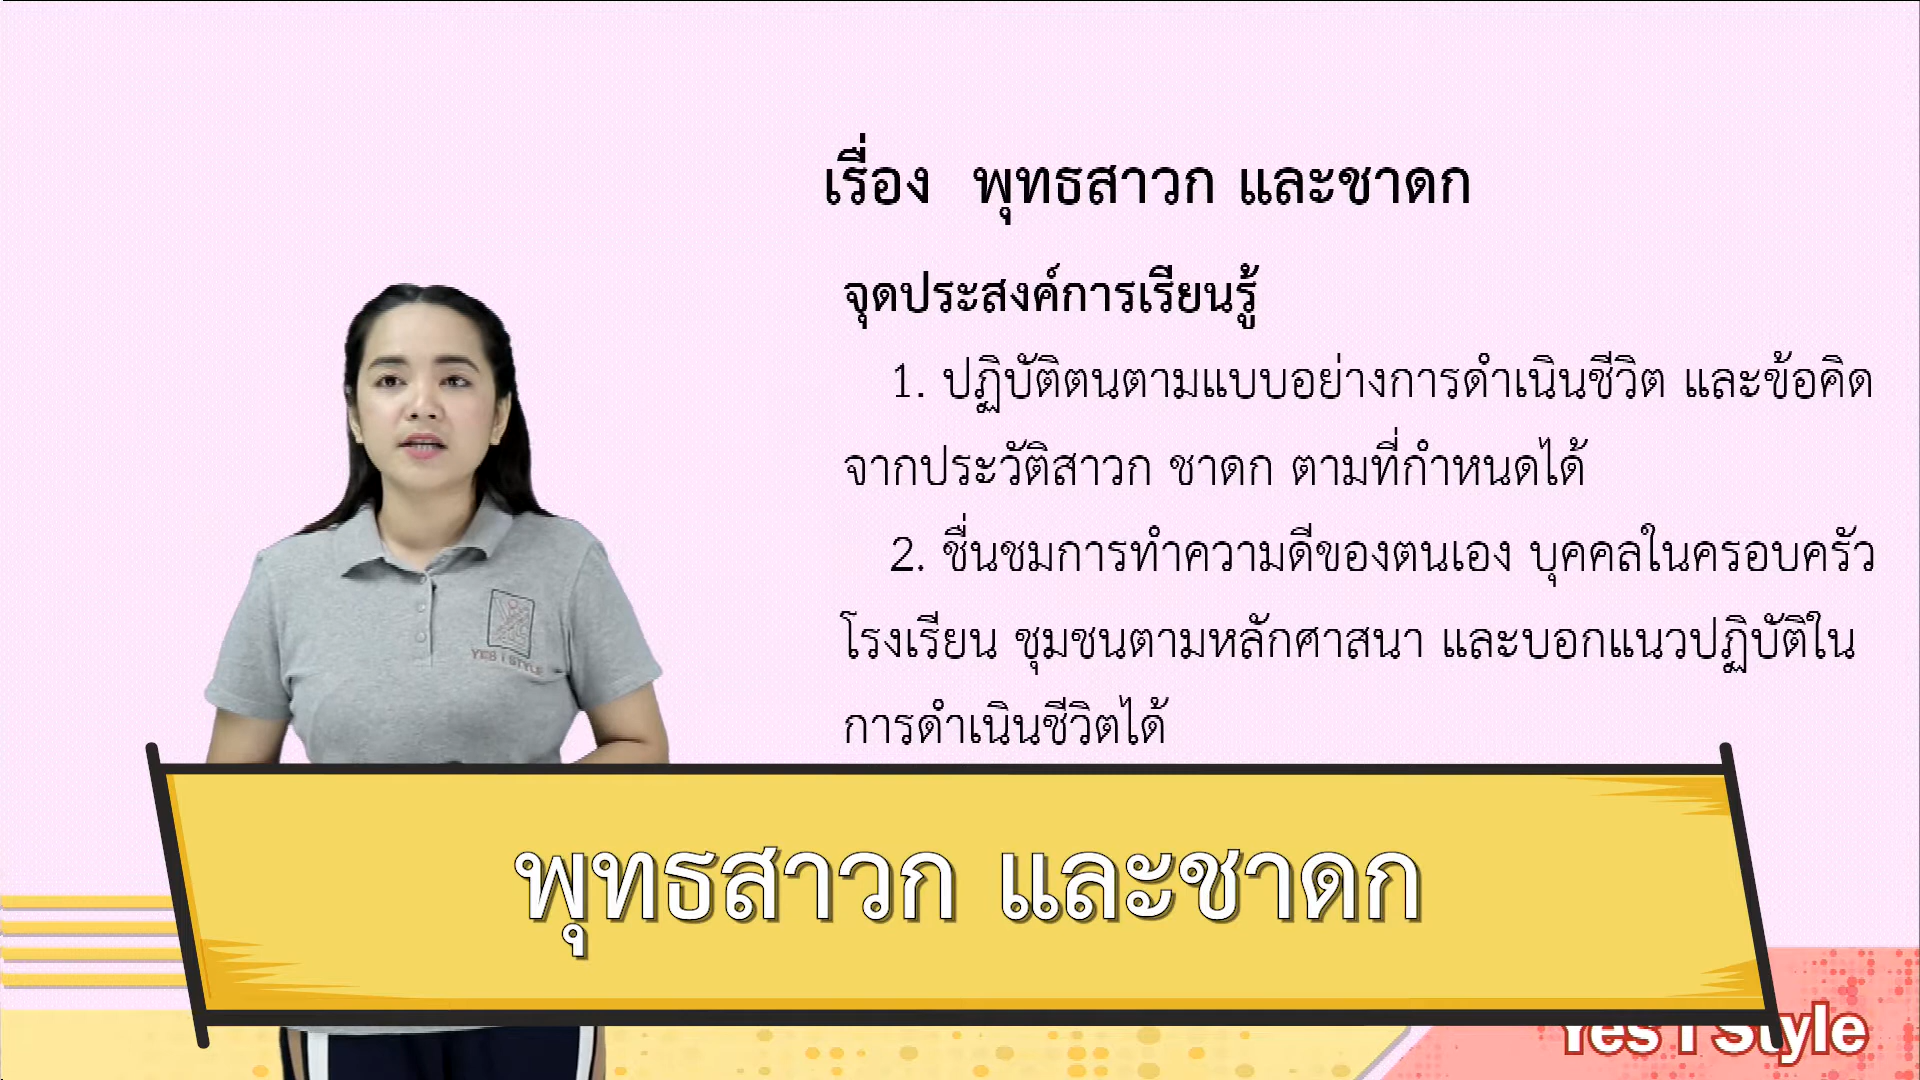 เรื่อง พุทธสาวก และชาดก
จุดประสงค์การเรียนรู้
1. ปฏิบัติตนตามแบบอย่างการดำเนินชีวิต และข้อคิด
จากประวัติสาวก ชาดก ตามที่กำหนดได้
2. ชื่นชมการทำความดีของตนเอง บุคคลในครอบครัว
โรงเรียน ชุมชนตามหลักศาสนา และบอกแนวปฏิบัติใน
การดำเนินชีวิตได้
YES I STYLE
พุทธสาวก และชาดก
Yes I Style